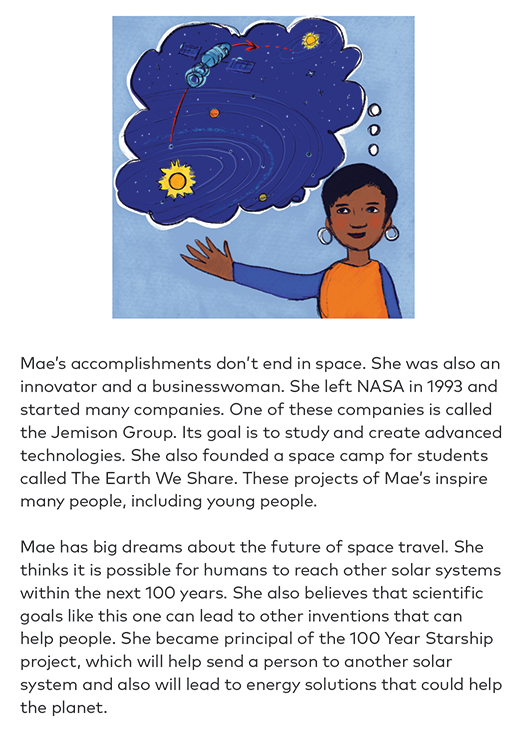 Mae’s accomplishments don’t end in space. She was also an
innovator and a businesswoman. She left NASA in 1993 and
started many companies. One of these companies is called
the Jemison Group. Its goal is to study and create advanced
technologies. She also founded a space camp for students
called The Earth We Share. These projects of Mae’s inspire
many people, including young people.
Mae has big dreams about the future of space travel. She
thinks it is possible for humans to reach other solar systems
within the next 100 years. She also believes that scientific
goals like this one can lead to other inventions that can
help people. She became principal of the 100 Year Starship
project, which will help send a person to another solar
system and also will lead to energy solutions that could help
the planet.